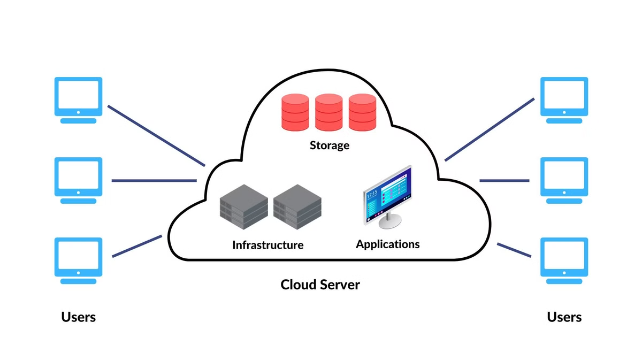 Storage
Infrastructure
Applications
Cloud Server
Users
Users